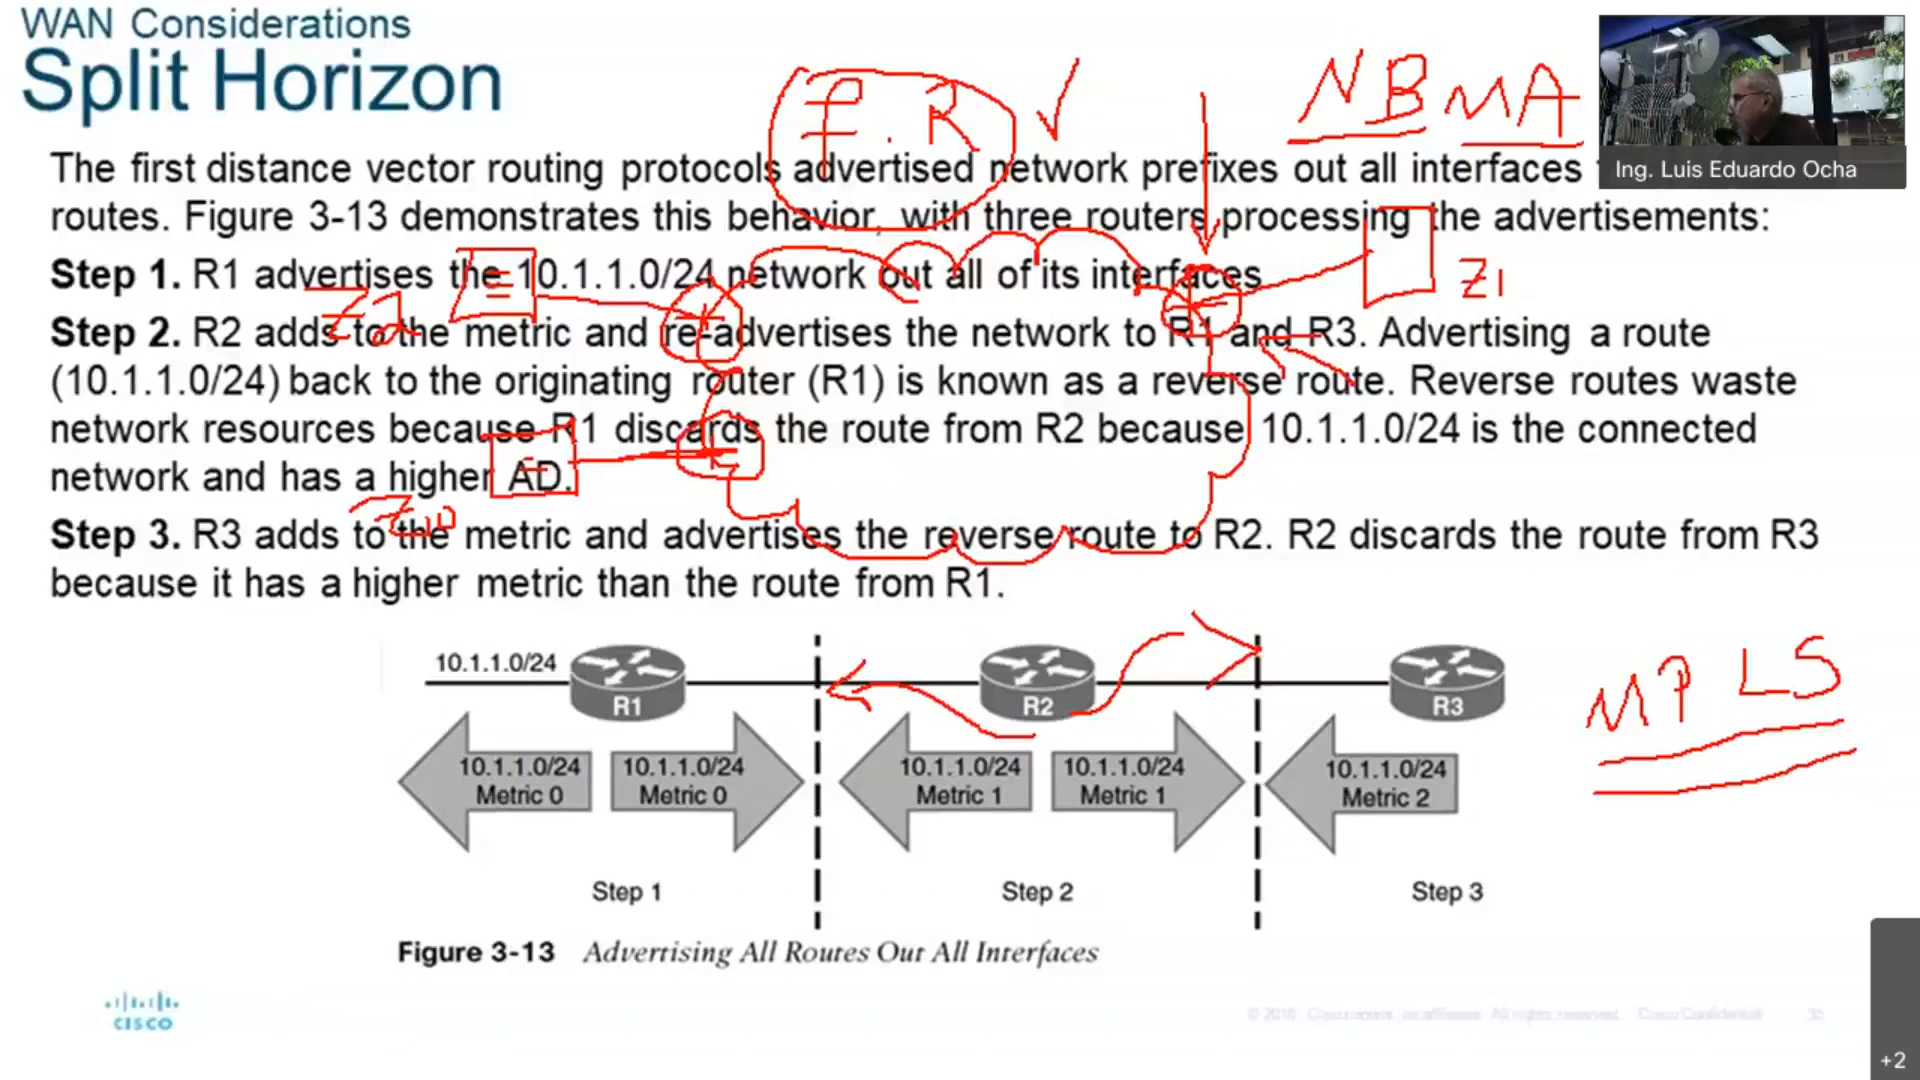 WAN Considerations
Split Horizon
F.R
NBMA
Ing. Luis Eduardo Ocha
The first distance vector routing protocols advertised network prefixes out all interfaces
routes. Figure 3-13 demonstrates this behavior, with three routers processing the advertisements:
Step 1. R1 advertises the 10.1.1.0/24 network out all of its interfaces
Z1
Step 2. R2 adds to the metric and re-advertises the network to R1 and R3. Advertising a route
(10.1.1.0/24) back to the originating router (R1) is known as a reverse route. Reverse routes waste
network resources because R1 discards the route from R2 because 10.1.1.0/24 is the connected
network and has a higher AD.
Step 3. R3 adds to the metric and advertises the reverse route to R2. R2 discards the route from R3
because it has a higher metric than the route from R1.
MPLS
10.1.1.0/24
R1
R2
R3
10.1.1.0/24 Metric 0
10.1.1.0/24 Metric 0
10.1.1.0/24 Metric 1
10.1.1.0/24 Metric 1
10.1.1.0/24 Metric 2
Step 1
Step 2
Step 3
Figure 3-13 Advertising All Routes Out All Interfaces
CISCO
All rights reserved. Cisco Confidential
+2